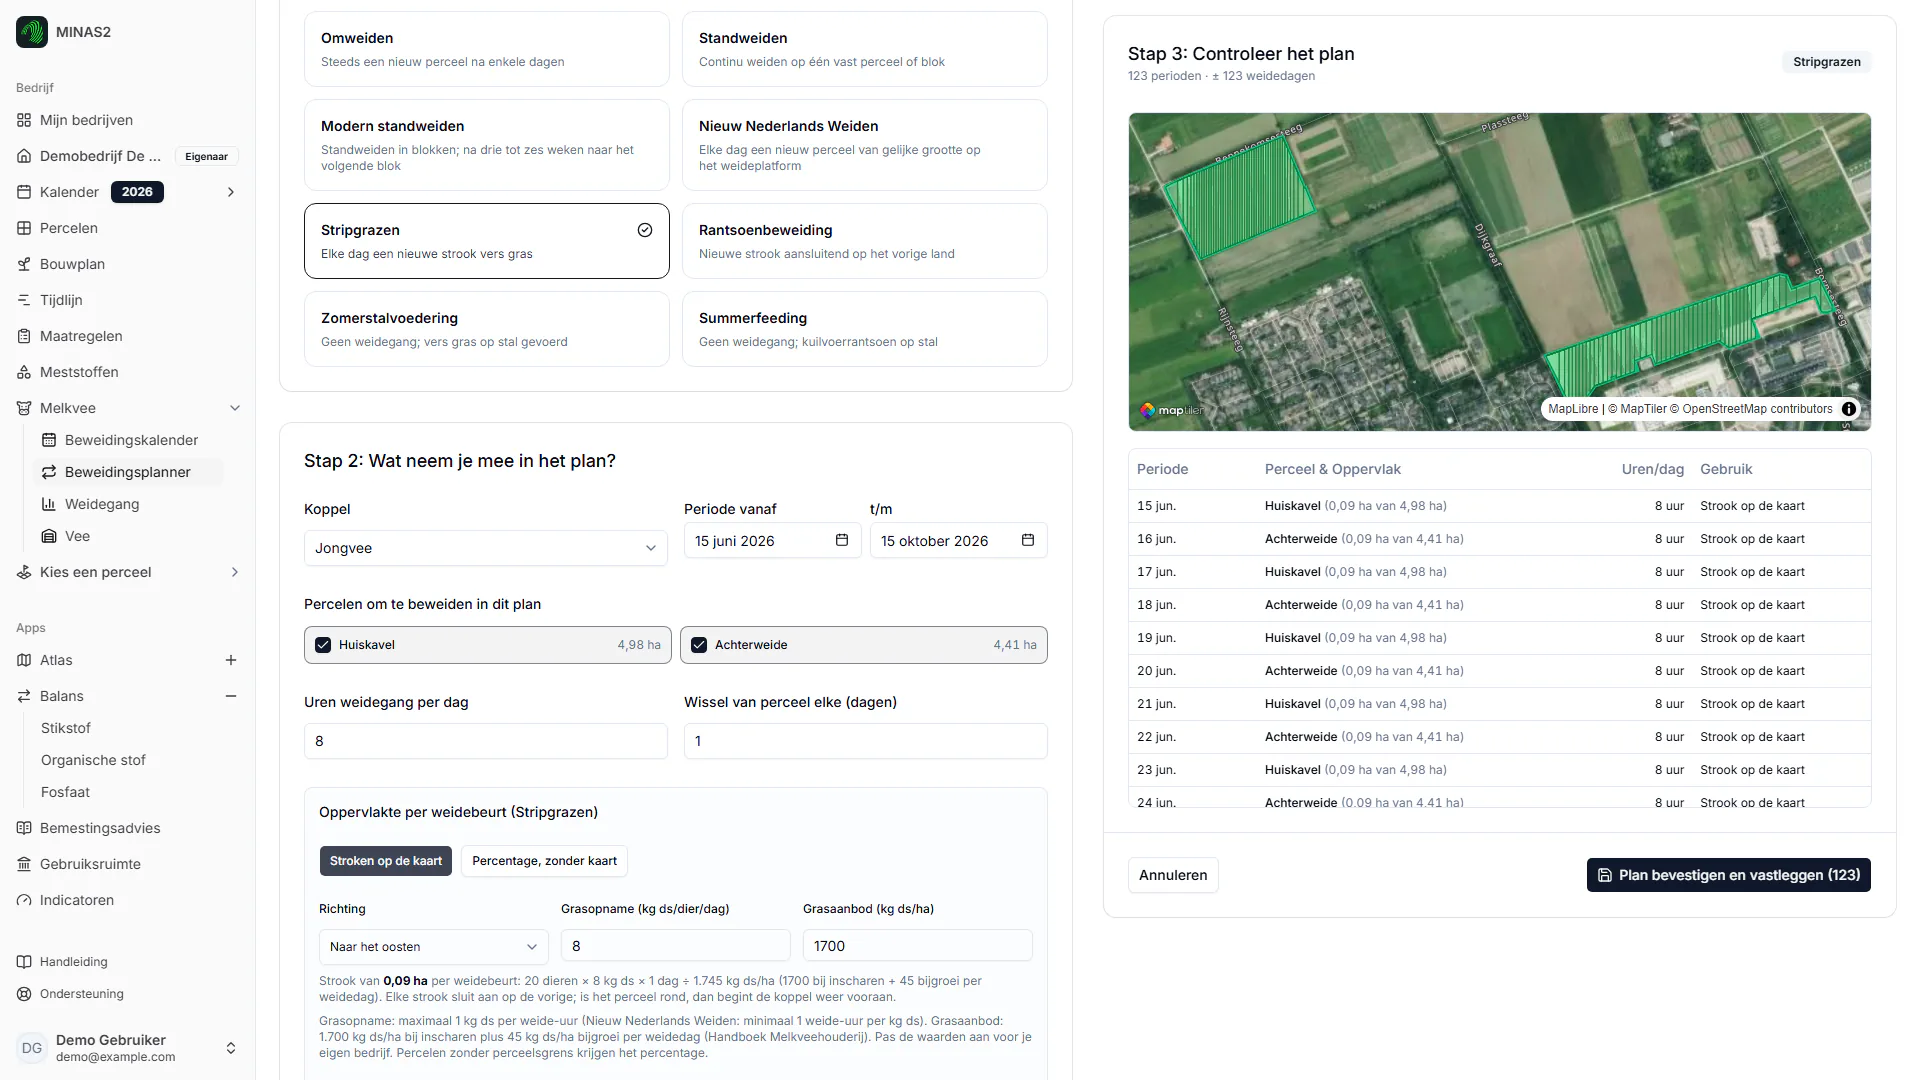 MINAS2
Bedrijf
Mijn bedrijven
Demobedrijf De ...
Eigenaar
Kalender
2026
Percelen
Bouwplan
Tijdlijn
Maatregelen
Meststoffen
Melkvee
Beweidingskalender
Beweidingsplanner
Weidegang
Vee
Kies een perceel
Apps
Atlas
Balans
Stikstof
Organische stof
Fosfaat
Bemestingsadvies
Gebruiksruimte
Indicatoren
Handleiding
Ondersteuning
DG
Demo Gebruiker
demo@example.com
Omweiden
Steeds een nieuw perceel na enkele dagen
Standweiden
Continu weiden op één vast perceel of blok
Modern standweiden
Standweiden in blokken; na drie tot zes weken naar het
volgende blok
Nieuw Nederlands Weiden
Elke dag een nieuw perceel van gelijke grootte op
het weideplatform
Stripgrazen
Elke dag een nieuwe strook vers gras
Rantsoenbeweiding
Nieuwe strook aansluitend op het vorige land
Zomerstalvoedering
Geen weidegang; vers gras op stal gevoerd
Summerfeeding
Geen weidegang; kuilvoerrantsoen op stal
Stap 2: Wat neem je mee in het plan?
Koppel
Jongvee
Periode vanaf
15 juni 2026
t/m
15 oktober 2026
Percelen om te beweiden in dit plan
Huiskavel 4,98 ha
Achterweide 4,41 ha
Uren weidegang per dag
8
Wissel van perceel elke (dagen)
1
Oppervlakte per weidebeurt (Stripgrazen)
Stroken op de kaart
Percentage, zonder kaart
Richting
Naar het oosten
Grasopname (kg ds/dier/dag)
8
Grasaanbod (kg ds/ha)
1700
Strook van 0,09 ha per weidebeurt: 20 dieren × 8 kg ds × 1 dag ÷ 1.745 kg ds/ha (1700 bij inscharen + 45 bijgroei per
weidedag). Elke strook sluit aan op de vorige; is het perceel rond, dan begint de koppel weer vooraan.
Grasopname: maximaal 1 kg ds per weide-uur (Nieuw Nederlands Weiden: minimaal 1 weide-uur per kg ds). Grasaanbod:
1.700 kg ds/ha bij inscharen plus 45 kg ds/ha bijgroei per weidedag (Handboek Melkveehouderij). Pas de waarden aan voor je
eigen bedrijf. Percelen zonder perceelsgrens krijgen het percentage.
Stap 3: Controleer het plan
123 perioden · ± 123 weidedagen
Stripgrazen
Bennekomsesteeg
Plassteeg
Dijkgraaf
Rijnsteeg
Bornsesteeg
maptiler
MapLibre | © MapTiler © OpenStreetMap contributors
Periode Perceel & Oppervlak Uren/dag Gebruik
15 jun. Huiskavel (0,09 ha van 4,98 ha) 8 uur Strook op de kaart
16 jun. Achterweide (0,09 ha van 4,41 ha) 8 uur Strook op de kaart
17 jun. Huiskavel (0,09 ha van 4,98 ha) 8 uur Strook op de kaart
18 jun. Achterweide (0,09 ha van 4,41 ha) 8 uur Strook op de kaart
19 jun. Huiskavel (0,09 ha van 4,98 ha) 8 uur Strook op de kaart
20 jun. Achterweide (0,09 ha van 4,41 ha) 8 uur Strook op de kaart
21 jun. Huiskavel (0,09 ha van 4,98 ha) 8 uur Strook op de kaart
22 jun. Achterweide (0,09 ha van 4,41 ha) 8 uur Strook op de kaart
23 jun. Huiskavel (0,09 ha van 4,98 ha) 8 uur Strook op de kaart
24 jun. Achterweide (0,09 ha van 4,41 ha) 8 uur Strook op de kaart
Annuleren
Plan bevestigen en vastleggen (123)